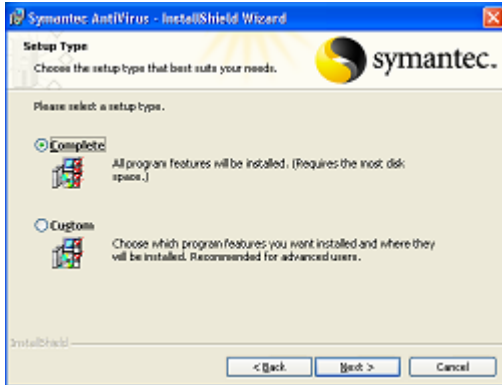 Symantec AntiVirus - InstallShield Wizard
Setup Type
Choose the setup type that best suits your needs.
symantec.
Please select a setup type.
Complete
All program features will be installed. (Requires the most disk
space.)
Custom
Choose which program features you want installed and where they
will be installed. Recommended for advanced users.
InstallShield
< Back
Next >
Cancel